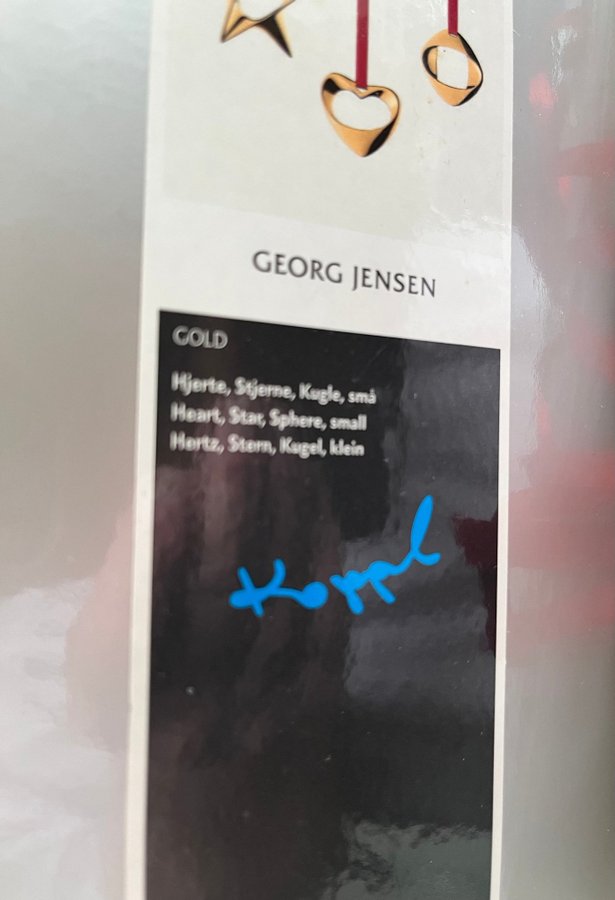 GEORG JENSEN
GOLD
Hjerte, Stjerne, Kugle, små
Heart, Star, Sphere, small
Hertz, Stern, Kugel, klein
Koppel